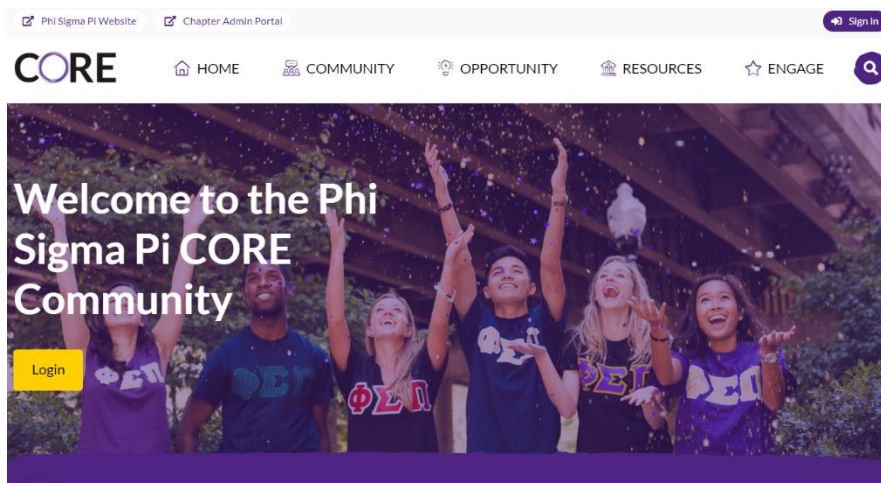 Phi Sigma Pi Website
Chapter Admin Portal
Sign In
CORE
HOME
COMMUNITY
OPPORTUNITY
RESOURCES
ENGAGE
Welcome to the Phi
Sigma Pi CORE
Community
Login
ΦΣΠ
ΦΣΠ
ΦΣΠ
ΦΣΠ
ΦΣΠ
ΦΣΠ